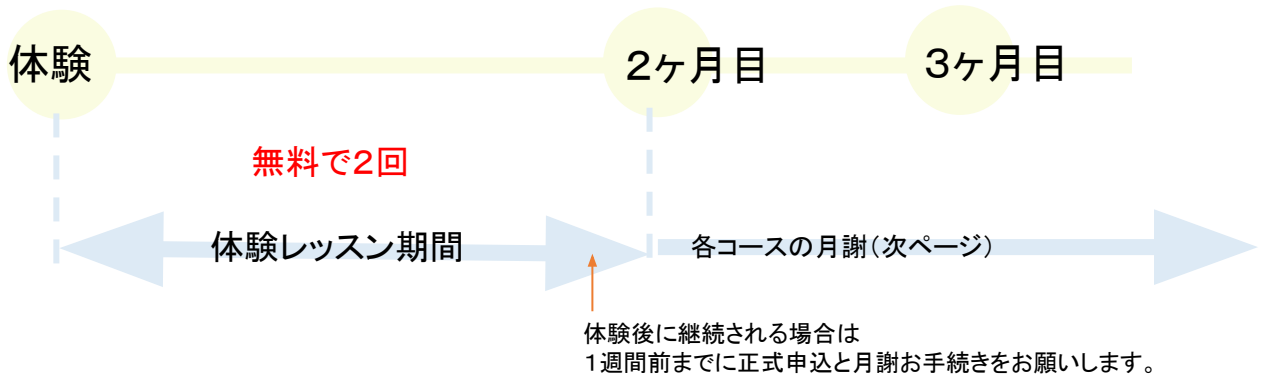 体験
2ヶ月目
3ヶ月目
無料で2回
体験レッスン期間
各コースの月謝(次ページ)
体験後に継続される場合は
1週間前までに正式申込と月謝お手続きをお願いします。